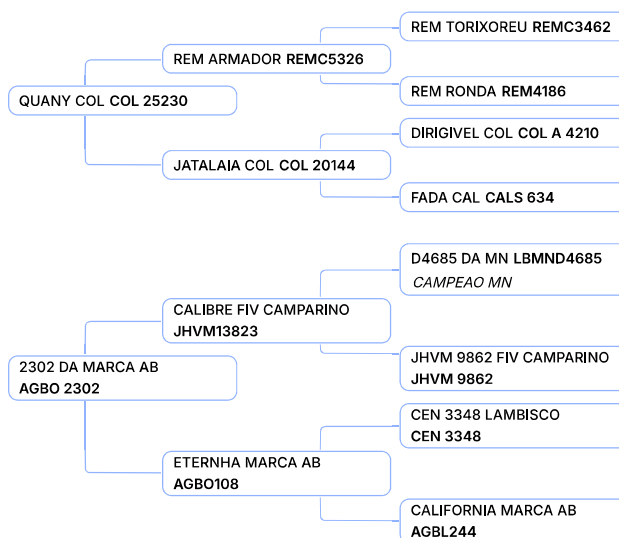 REM TORIXOREU REMC3462
REM ARMADOR REMC5326
REM RONDA REM4186
QUANY COL COL 25230
DIRIGIVEL COL COL A 4210
JATALAIA COL COL 20144
FADA CAL CALS 634
D4685 DA MN LBMND4685
CAMPEAO MN
CALIBRE FIV CAMPARINO
JHVM13823
JHVM 9862 FIV CAMPARINO
JHVM 9862
2302 DA MARCA AB
AGBO 2302
CEN 3348 LAMBISCO
CEN 3348
ETERNHA MARCA AB
AGBO108
CALIFORNIA MARCA AB
AGBL244